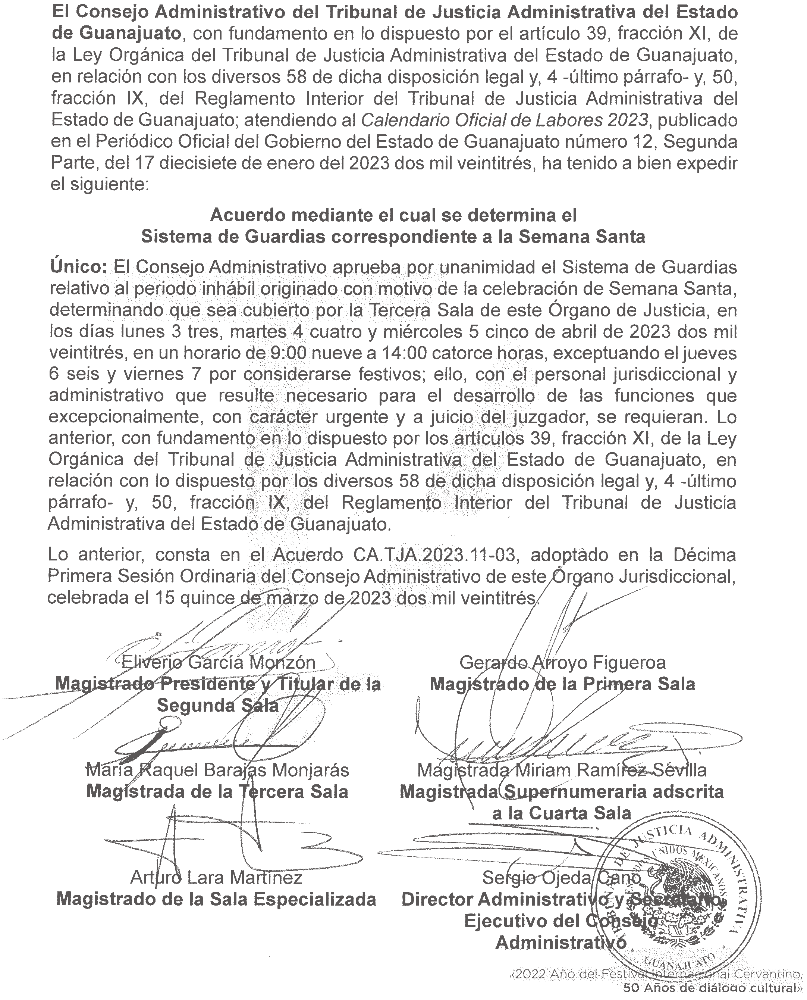 El Consejo Administrativo del Tribunal de Justicia Administrativa del Estado
de Guanajuato, con fundamento en lo dispuesto por el artículo 39, fracción XI, de
la Ley Orgánica del Tribunal de Justicia Administrativa del Estado de Guanajuato,
en relación con los diversos 58 de dicha disposición legal y, 4 -último párrafo- y, 50,
fracción IX, del Reglamento Interior del Tribunal de Justicia Administrativa del
Estado de Guanajuato; atendiendo al Calendario Oficial de Labores 2023, publicado
en el Periódico Oficial del Gobierno del Estado de Guanajuato número 12, Segunda
Parte, del 17 diecisiete de enero del 2023 dos mil veintitrés, ha tenido a bien expedir
el siguiente:
Acuerdo mediante el cual se determina el
Sistema de Guardias correspondiente a la Semana Santa
Único: El Consejo Administrativo aprueba por unanimidad el Sistema de Guardias
relativo al periodo inhábil originado con motivo de la celebración de Semana Santa,
determinando que sea cubierto por la Tercera Sala de este Órgano de Justicia, en
los días lunes 3 tres, martes 4 cuatro y miércoles 5 cinco de abril de 2023 dos mil
veintitrés, en un horario de 9:00 nueve a 14:00 catorce horas, exceptuando el jueves
6 seis y viernes 7 por considerarse festivos; ello, con el personal jurisdiccional y
administrativo que resulte necesario para el desarrollo de las funciones que
excepcionalmente, con carácter urgente y a juicio del juzgador, se requieran. Lo
anterior, con fundamento en lo dispuesto por los artículos 39, fracción XI, de la Ley
Orgánica del Tribunal de Justicia Administrativa del Estado de Guanajuato, en
relación con lo dispuesto por los diversos 58 de dicha disposición legal y, 4 -último
párrafo- y, 50, fracción IX, del Reglamento Interior del Tribunal de Justicia
Administrativa del Estado de Guanajuato.
Lo anterior, consta en el Acuerdo CA.TJA.2023.11-03, adoptado en la Décima
Primera Sesión Ordinaria del Consejo Administrativo de este Órgano Jurisdiccional,
celebrada el 15 quince de marzo de 2023 dos mil veintitrés.
Eliverio García Monzón
Magistrado Presidente y Titular de la
Segunda Sala
Gerardo Arroyo Figueroa
Magistrado de la Primera Sala
María Raquel Barajas Monjarás
Magistrada de la Tercera Sala
Magistrada Miriam Ramírez Sevilla
Magistrada Supernumeraria adscrita
a la Cuarta Sala
Arturo Lara Martínez
Magistrado de la Sala Especializada
Sergio Ojeda Cano
Director Administrativo y Secretario
Ejecutivo del Consejo
Administrativo
TRIBUNAL DE JUSTICIA ADMINISTRATIVA
ESTADOS UNIDOS MEXICANOS
GUANAJUATO
«2022 Año del Festival Internacional Cervantino,
50 Años de diálogo cultural»